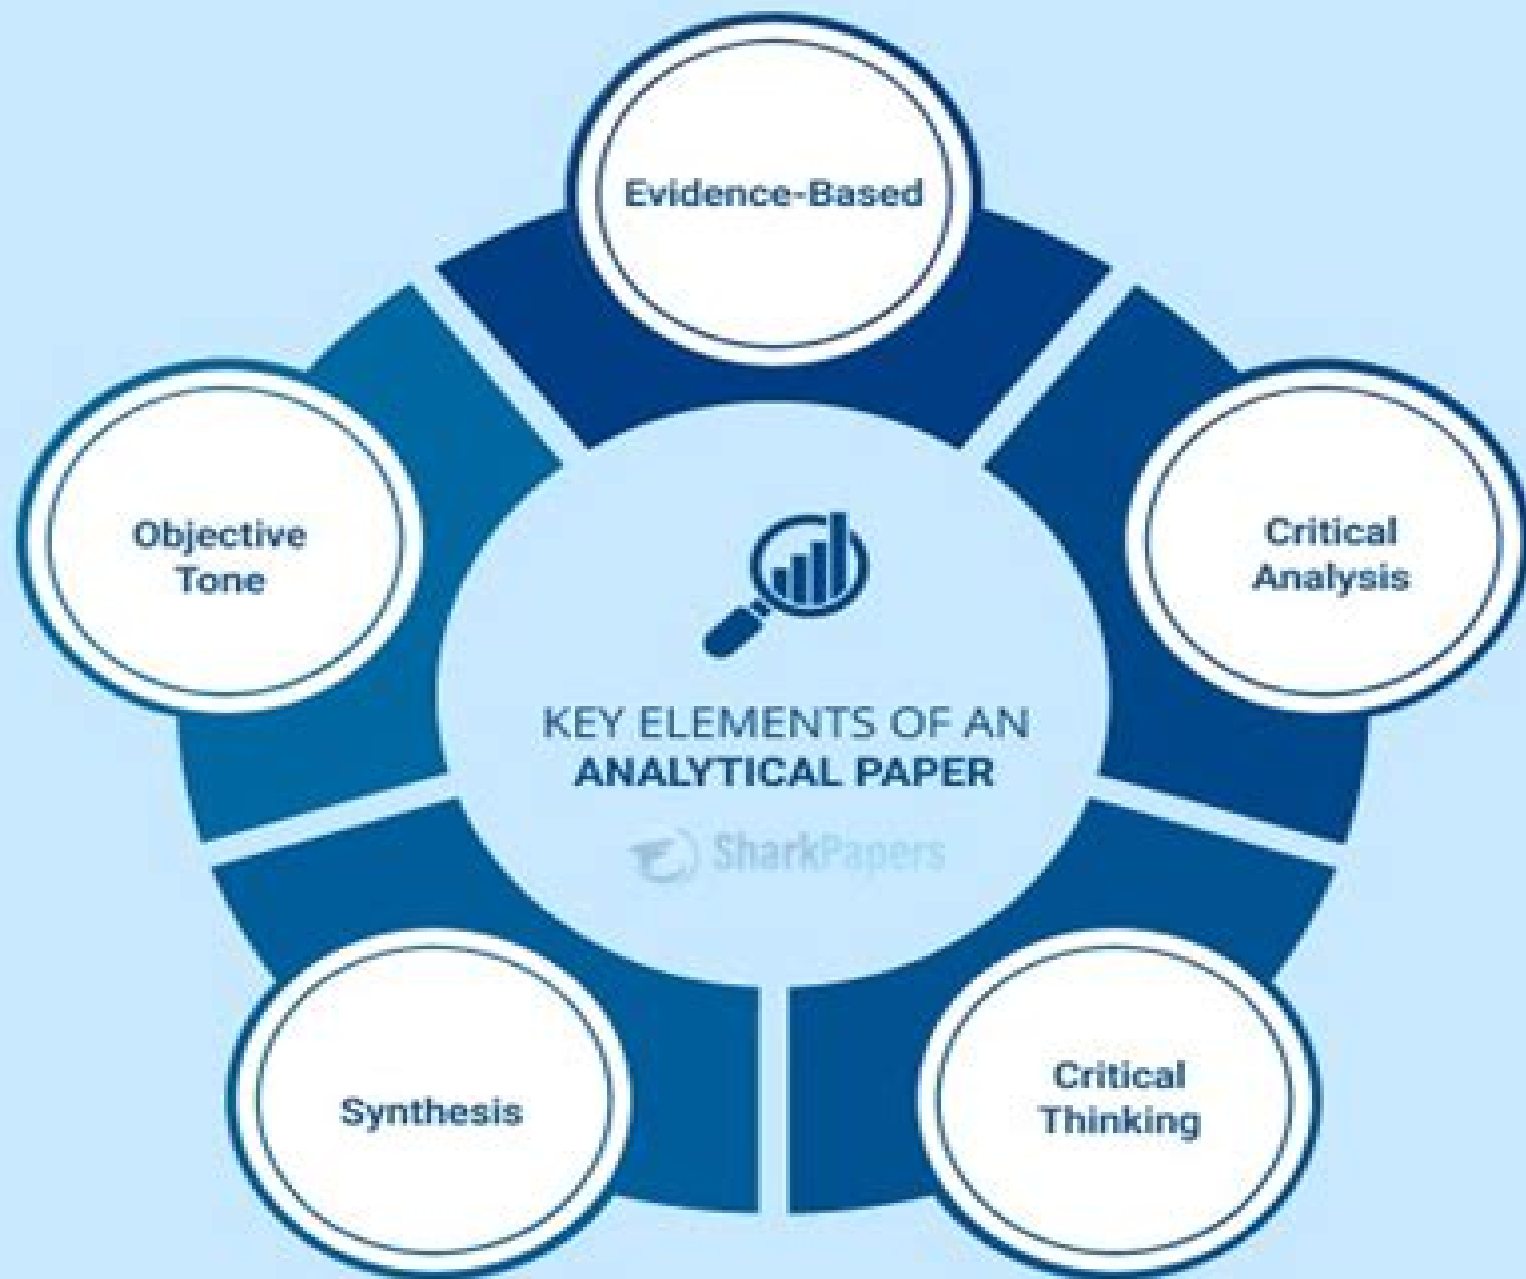 Evidence-Based
Objective
Tone
Critical
Analysis
KEY ELEMENTS OF AN
ANALYTICAL PAPER
SharkPapers
Synthesis
Critical
Thinking